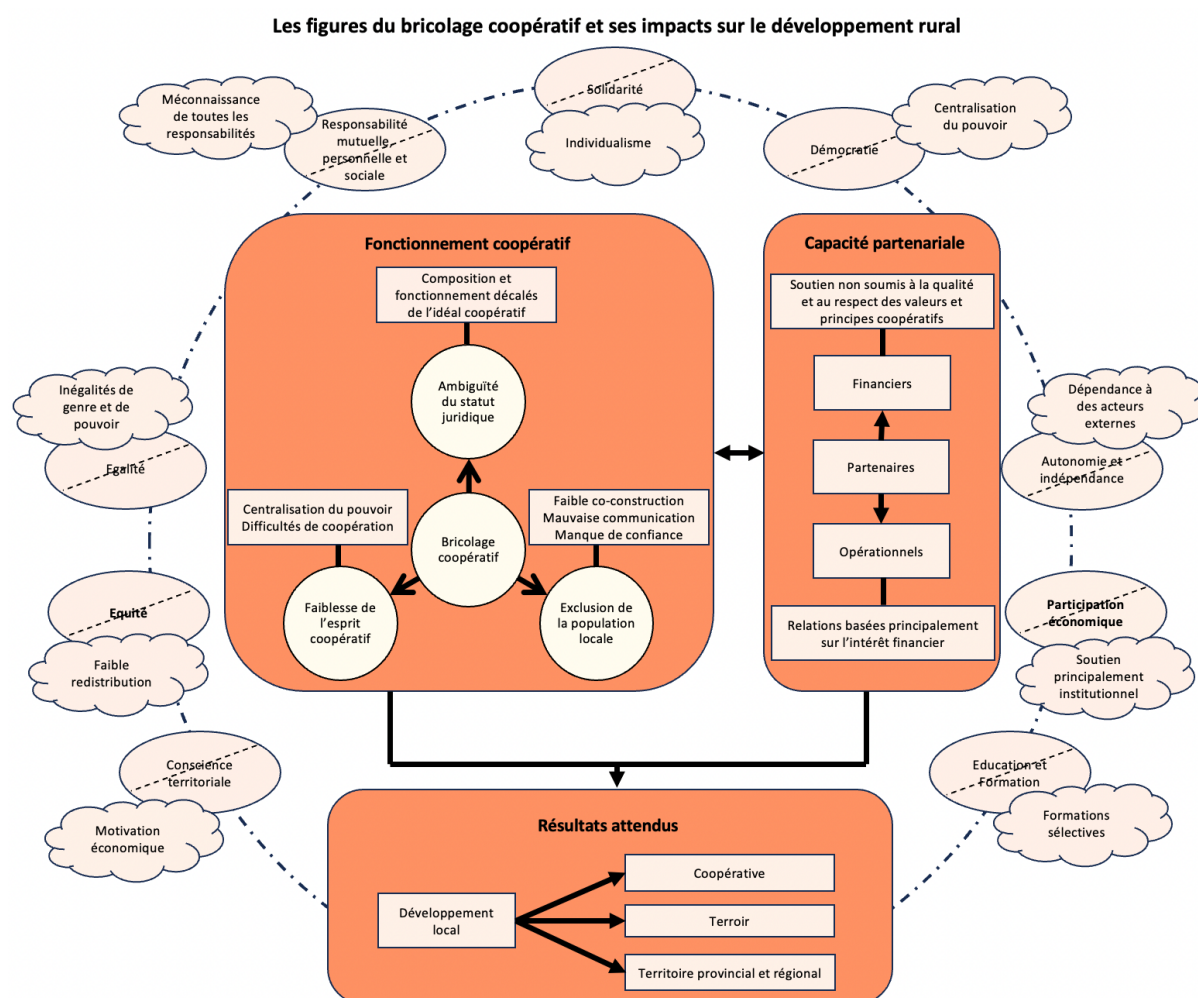 Les figures du bricolage coopératif et ses impacts sur le développement rural
Méconnaissance
de toutes les
responsabilités
Responsabilité
mutuelle,
personnelle et
sociale
Solidarité
Individualisme
Démocratie
Centralisation
du pouvoir
Fonctionnement coopératif
Composition et
fonctionnement décalés
de l'idéal coopératif
Ambiguïté
du statut
juridique
Centralisation du pouvoir
Difficultés de coopération
Bricolage
coopératif
Faible co-construction
Mauvaise communication
Manque de confiance
Faiblesse de
l'esprit
coopératif
Exclusion de
la population
locale
Capacité partenariale
Soutien non soumis à la qualité
et au respect des valeurs et
principes coopératifs
Financiers
Partenaires
Opérationnels
Relations basées principalement
sur l'intérêt financier
Inégalités de
genre et de
pouvoir
Egalité
Equité
Faible
redistribution
Conscience
territoriale
Motivation
économique
Dépendance à
des acteurs
externes
Autonomie et
indépendance
Participation
économique
Soutien
principalement
institutionnel
Education et
Formation
Formations
sélectives
Résultats attendus
Développement
local
Coopérative
Terroir
Territoire provincial et régional